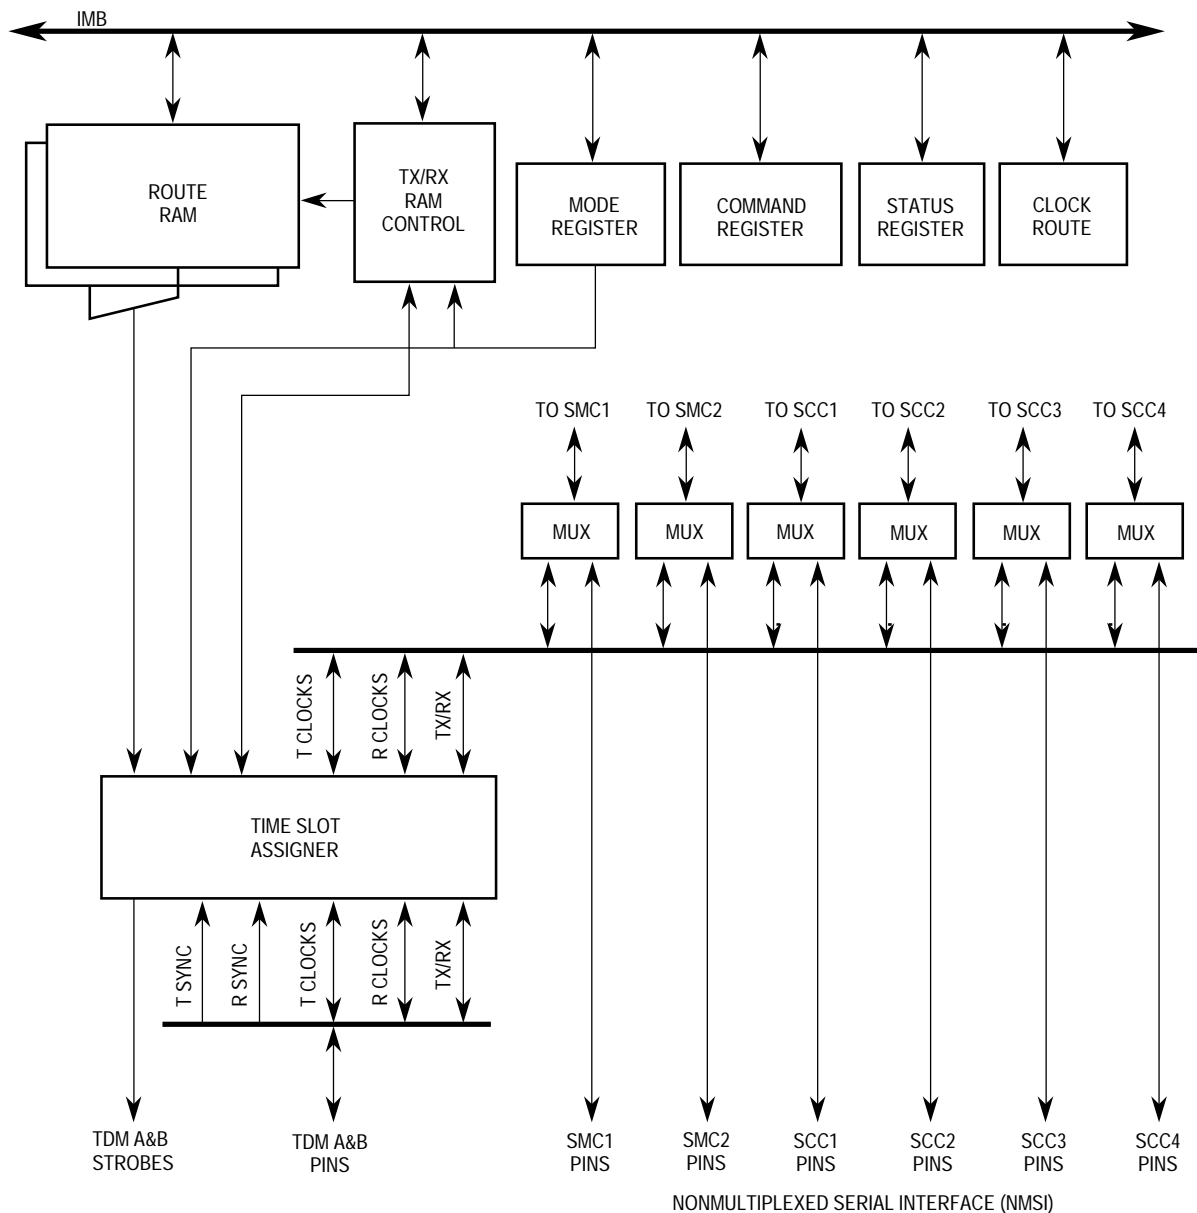 IMB
ROUTE
RAM
TX/RX
RAM
CONTROL
MODE
REGISTER
COMMAND
REGISTER
STATUS
REGISTER
CLOCK
ROUTE
TO SMC1
TO SMC2
TO SCC1
TO SCC2
TO SCC3
TO SCC4
MUX
MUX
MUX
MUX
MUX
MUX
T CLOCKS
R CLOCKS
TX/RX
TIME SLOT
ASSIGNER
T SYNC
R SYNC
T CLOCKS
R CLOCKS
TX/RX
TDM A&B
STROBES
TDM A&B
PINS
SMC1
PINS
SMC2
PINS
SCC1
PINS
SCC2
PINS
SCC3
PINS
SCC4
PINS
NONMULTIPLEXED SERIAL INTERFACE (NMSI)